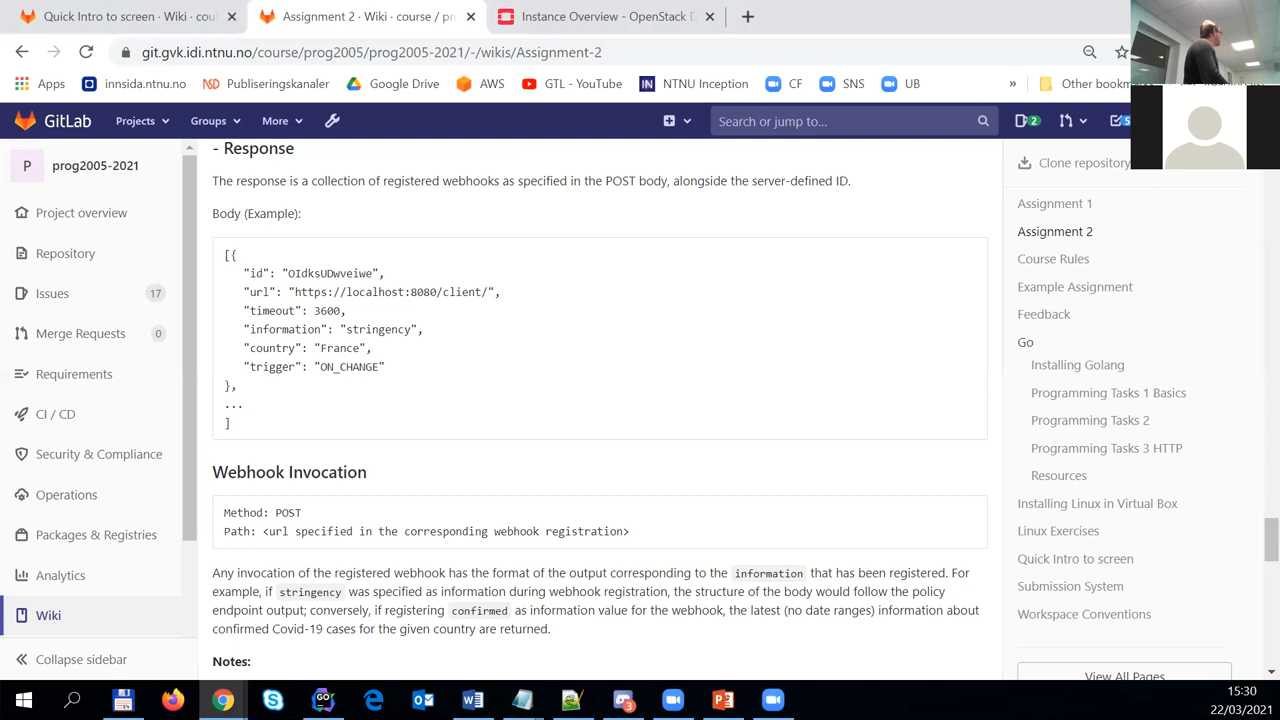 Quick Intro to screen · Wiki · cou
Assignment 2 · Wiki · course / pro
Instance Overview - OpenStack D
git.gvk.idi.ntnu.no/course/prog2005/prog2005-2021/-/wikis/Assignment-2
Apps
innsida.ntnu.no
Publiseringskanaler
Google Drive
AWS
GTL - YouTube
NTNU Inception
CF
SNS
UB
»
Other bookmarks
GitLab
Projects
Groups
More
Search or jump to...
2
5
P
prog2005-2021
Project overview
Repository
Issues
17
Merge Requests
0
Requirements
CI / CD
Security & Compliance
Operations
Packages & Registries
Analytics
Wiki
Collapse sidebar
- Response
The response is a collection of registered webhooks as specified in the POST body, alongside the server-defined ID.
Body (Example):
[{
"id": "OIdksUDwveiwe",
"url": "https://localhost:8080/client/",
"timeout": 3600,
"information": "stringency",
"country": "France",
"trigger": "ON_CHANGE"
},
...
]
Webhook Invocation
Method: POST
Path: <url specified in the corresponding webhook registration>
Any invocation of the registered webhook has the format of the output corresponding to the information that has been registered. For
example, if stringency was specified as information during webhook registration, the structure of the body would follow the policy
endpoint output; conversely, if registering confirmed as information value for the webhook, the latest (no date ranges) information about
confirmed Covid-19 cases for the given country are returned.
Notes:
Clone repository
Assignment 1
Assignment 2
Course Rules
Example Assignment
Feedback
Go
Installing Golang
Programming Tasks 1 Basics
Programming Tasks 2
Programming Tasks 3 HTTP
Resources
Installing Linux in Virtual Box
Linux Exercises
Quick Intro to screen
Submission System
Workspace Conventions
View All Pages
15:30
22/03/2021